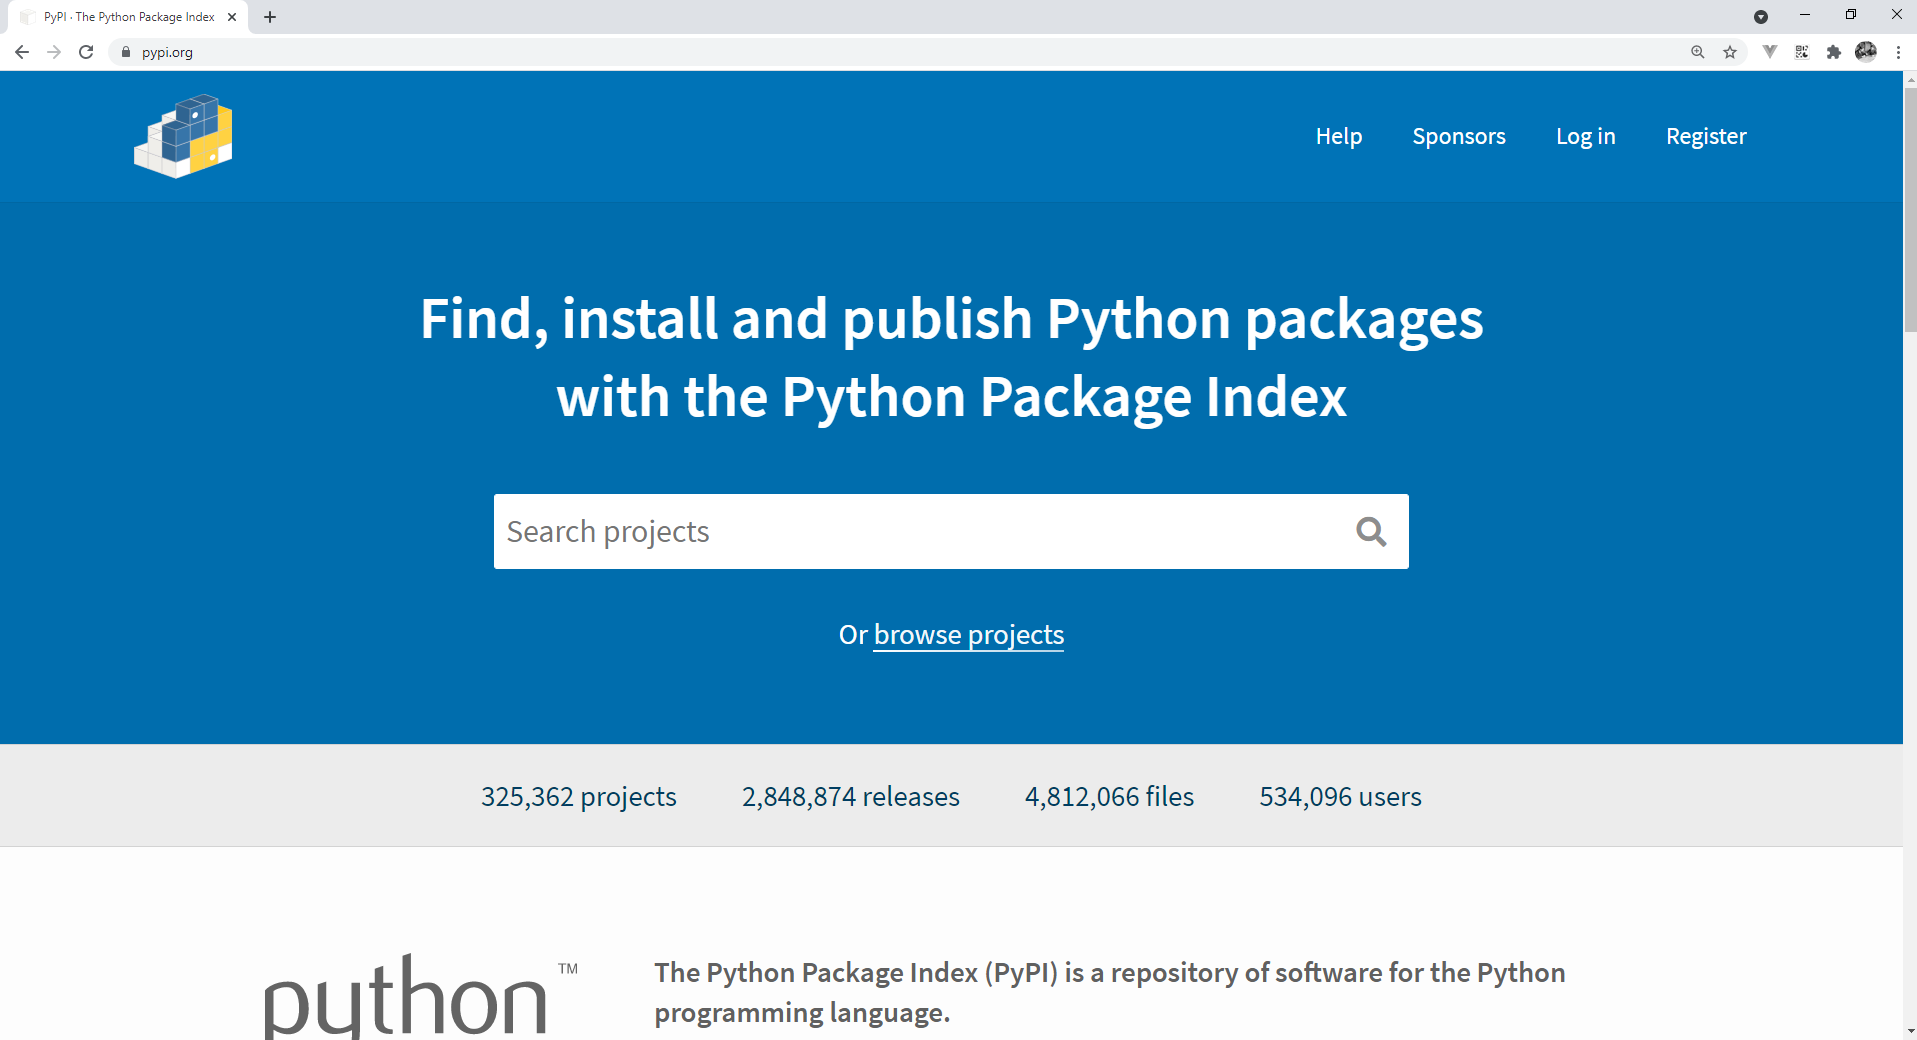 PyPI · The Python Package Index
pypi.org
Help Sponsors Log in Register
Find, install and publish Python packages
with the Python Package Index
Search projects
Or browse projects
325,362 projects 2,848,874 releases 4,812,066 files 534,096 users
python ™
The Python Package Index (PyPI) is a repository of software for the Python
programming language.